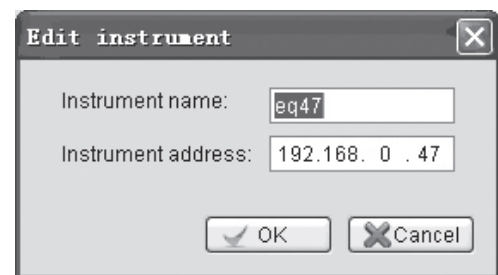 Edit instrument
Instrument name: eq47
Instrument address: 192.168. 0 . 47
OK Cancel